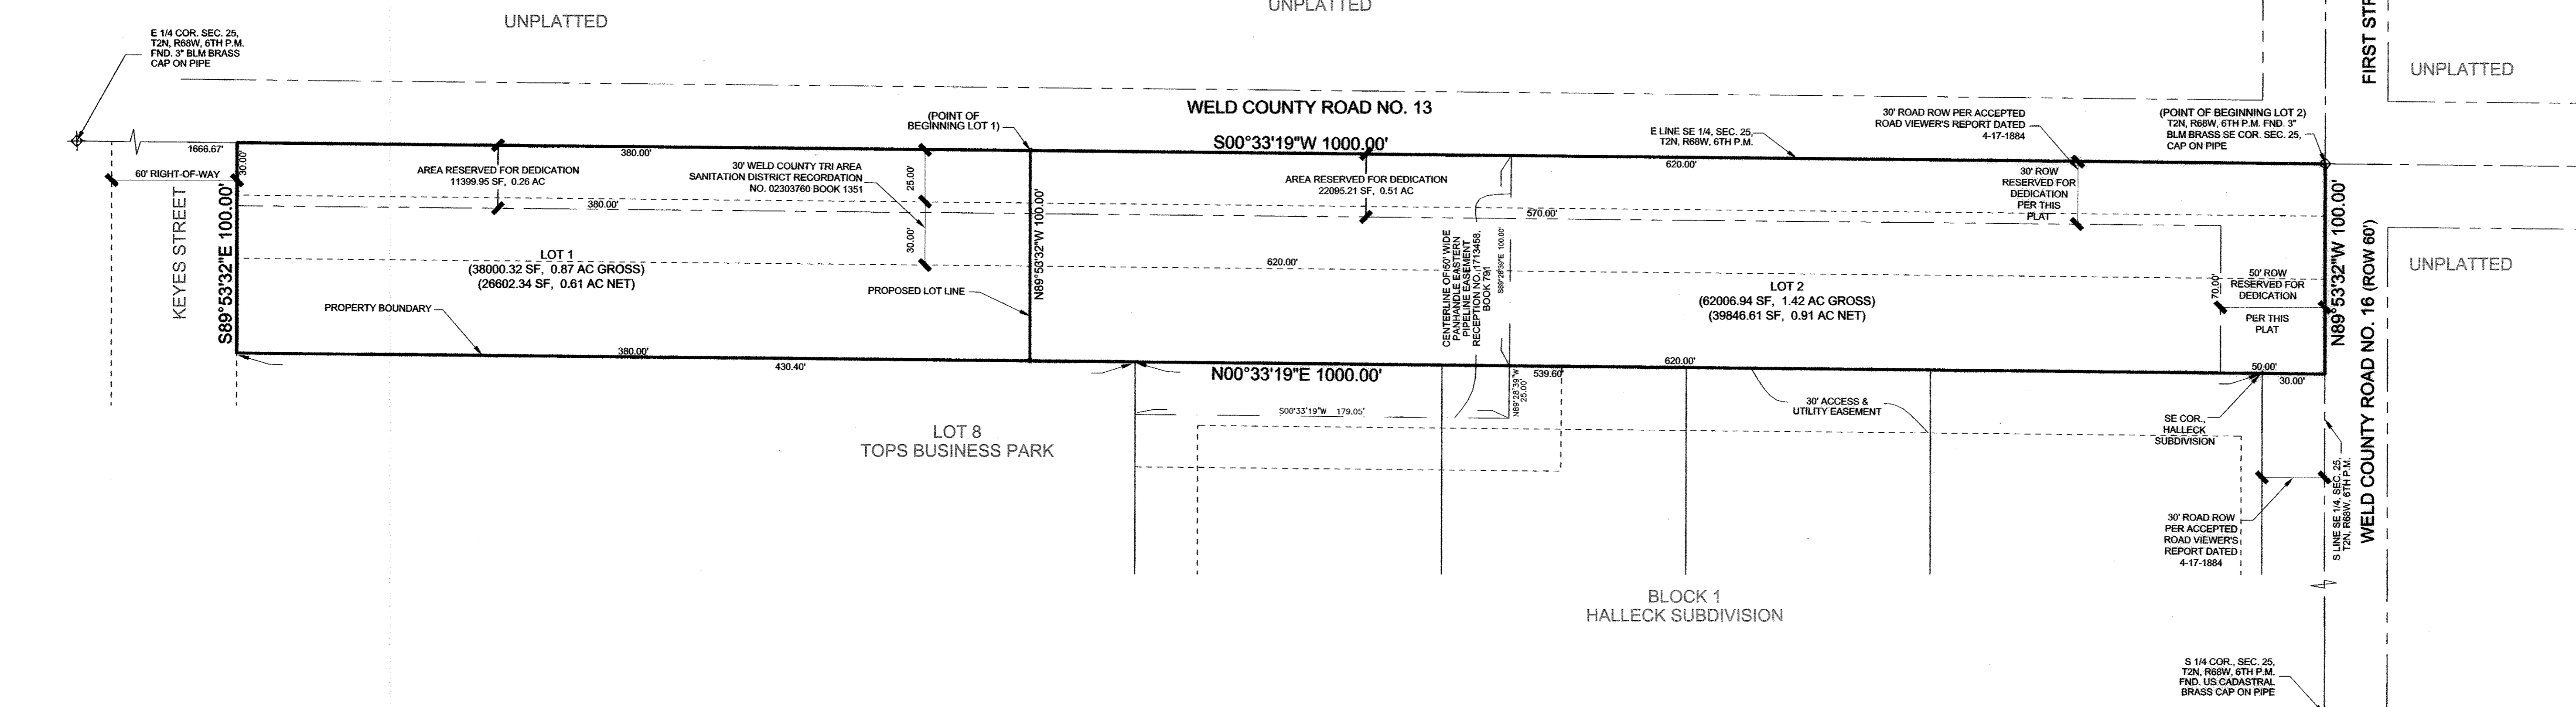 UNPLATTED
UNPLATTED
E 1/4 COR. SEC. 25,
T2N, R68W, 6TH P.M.
FND. 3" BLM BRASS
CAP ON PIPE
FIRST
UNPLATTED
WELD COUNTY ROAD NO. 13
S00°33'19"W 1000.00'
(POINT OF
BEGINNING LOT 1)
E LINE SE 1/4, SEC. 25,
T2N, R68W, 6TH P.M.
30' ROAD ROW PER ACCEPTED
ROAD VIEWER'S REPORT DATED
4-17-1884
(POINT OF BEGINNING LOT 2)
T2N, R68W, 6TH P.M. FND. 3"
BLM BRASS SE COR. SEC. 25,
CAP ON PIPE
1666.67'
60' RIGHT-OF-WAY
30.00'
KEYES STREET
S89°53'32"E 100.00'
380.00'
AREA RESERVED FOR DEDICATION
11399.95 SF, 0.26 AC
380.00'
30' WELD COUNTY TRI AREA
SANITATION DISTRICT RECORDATION
NO. 02303760 BOOK 1351
25.00'
30.00'
LOT 1
(38000.32 SF, 0.87 AC GROSS)
(26602.34 SF, 0.61 AC NET)
PROPERTY BOUNDARY
PROPOSED LOT LINE
N89°53'32"W 100.00'
380.00'
430.40'
AREA RESERVED FOR DEDICATION
22095.21 SF, 0.51 AC
620.00'
570.00'
620.00'
CENTERLINE OF 50' WIDE
PANHANDLE EASTERN
PIPELINE EASEMENT
RECEPTION NO. 1713458,
BOOK 791
S89°28'39"E 100.00'
30' ROW
RESERVED FOR
DEDICATION
PER THIS
PLAT
LOT 2
(62006.94 SF, 1.42 AC GROSS)
(39846.61 SF, 0.91 AC NET)
70.00'
50' ROW
RESERVED FOR
DEDICATION
PER THIS
PLAT
N89°53'32"W 100.00'
WELD COUNTY ROAD NO. 16 (ROW 60')
UNPLATTED
N00°33'19"E 1000.00'
539.60'
620.00'
50.00'
30.00'
N89°28'39"W
25.00'
S00°33'19"W 179.05'
30' ACCESS &
UTILITY EASEMENT
SE COR.,
HALLECK
SUBDIVISION
LOT 8
TOPS BUSINESS PARK
S LINE SE 1/4, SEC. 25,
T2N, R68W, 6TH P.M.
30' ROAD ROW
PER ACCEPTED
ROAD VIEWER'S
REPORT DATED
4-17-1884
BLOCK 1
HALLECK SUBDIVISION
S 1/4 COR., SEC. 25,
T2N, R68W, 6TH P.M.
FND. US CADASTRAL
BRASS CAP ON PIPE